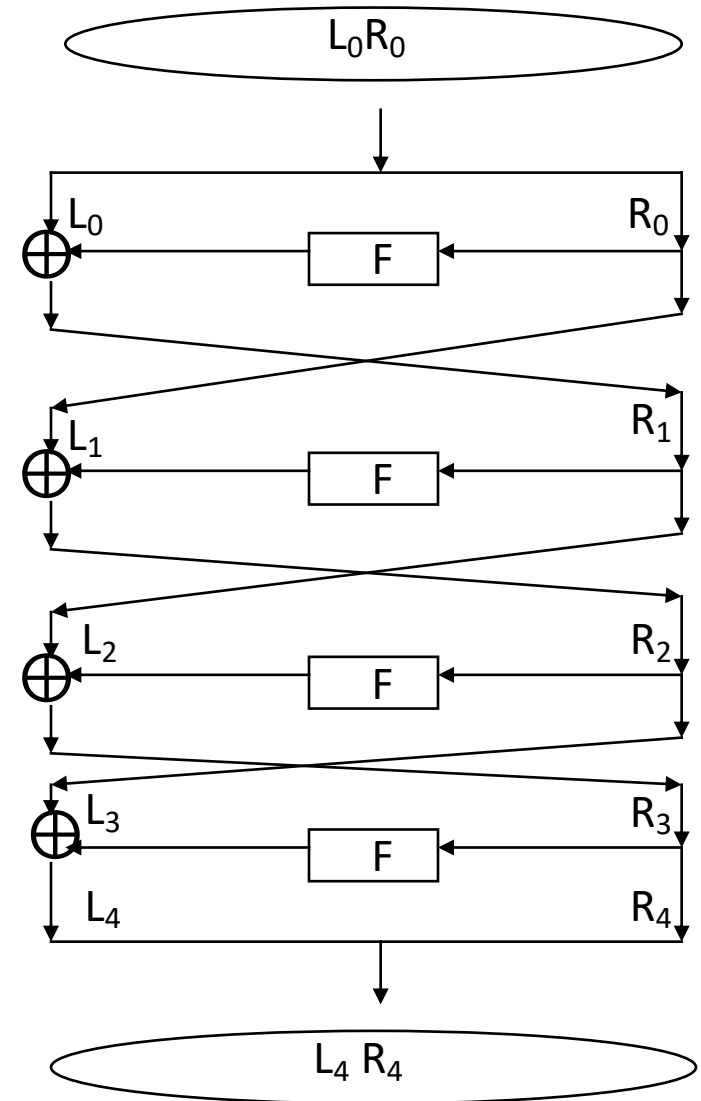 L₀R₀
L₀ R₀
F
L₁ R₁
F
L₂ R₂
F
L₃ R₃
F
L₄ R₄
L₄ R₄